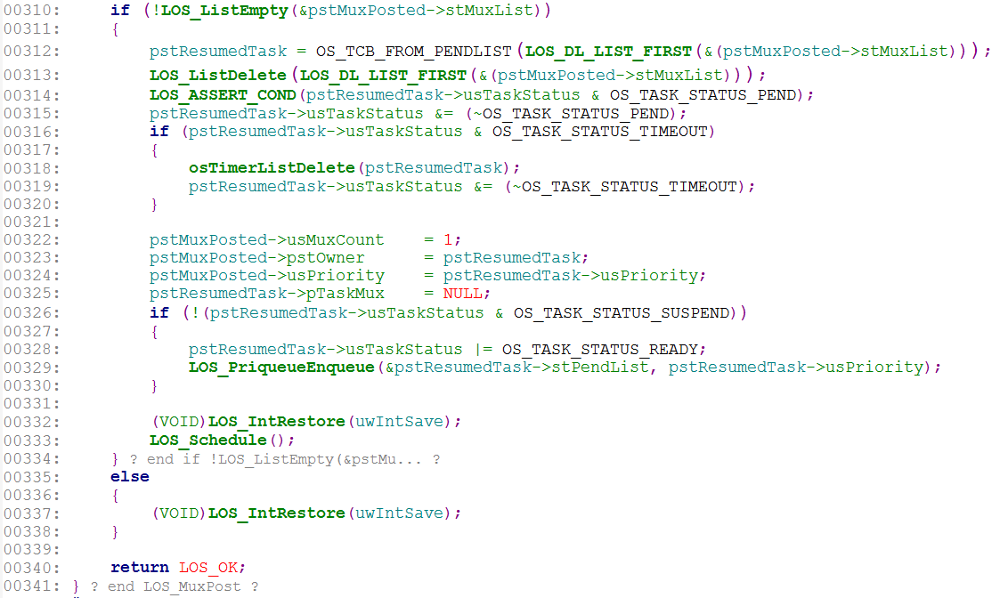 00310:     if (!LOS_ListEmpty(&pstMuxPosted->stMuxList))
00311:     {
00312:         pstResumedTask = OS_TCB_FROM_PENDLIST(LOS_DL_LIST_FIRST(&(pstMuxPosted->stMuxList)));
00313:         LOS_ListDelete(LOS_DL_LIST_FIRST(&(pstMuxPosted->stMuxList)));
00314:         LOS_ASSERT_COND(pstResumedTask->usTaskStatus & OS_TASK_STATUS_PEND);
00315:         pstResumedTask->usTaskStatus &= (~OS_TASK_STATUS_PEND);
00316:         if (pstResumedTask->usTaskStatus & OS_TASK_STATUS_TIMEOUT)
00317:         {
00318:             osTimerListDelete(pstResumedTask);
00319:             pstResumedTask->usTaskStatus &= (~OS_TASK_STATUS_TIMEOUT);
00320:         }
00321:
00322:         pstMuxPosted->usMuxCount    = 1;
00323:         pstMuxPosted->pstOwner      = pstResumedTask;
00324:         pstMuxPosted->usPriority    = pstResumedTask->usPriority;
00325:         pstResumedTask->pTaskMux    = NULL;
00326:         if (!(pstResumedTask->usTaskStatus & OS_TASK_STATUS_SUSPEND))
00327:         {
00328:             pstResumedTask->usTaskStatus |= OS_TASK_STATUS_READY;
00329:             LOS_PriqueueEnqueue(&pstResumedTask->stPendList, pstResumedTask->usPriority);
00330:         }
00331:
00332:         (VOID)LOS_IntRestore(uwIntSave);
00333:         LOS_Schedule();
00334:     } ? end if !LOS_ListEmpty(&pstMu... ?
00335:     else
00336:     {
00337:         (VOID)LOS_IntRestore(uwIntSave);
00338:     }
00339:
00340:     return LOS_OK;
00341: } ? end LOS_MuxPost ?